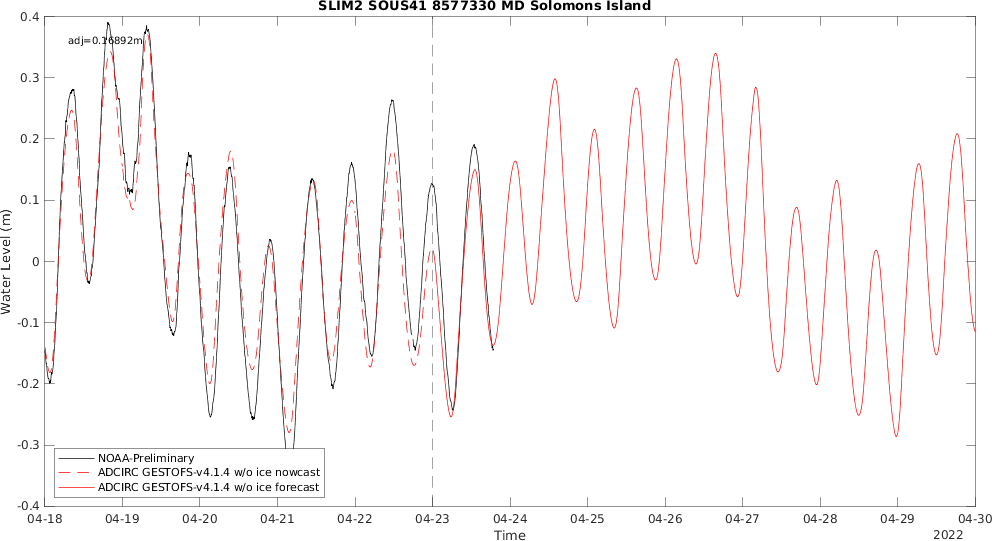 SLIM2 SOUS41 8577330 MD Solomons Island
adj=0.16892m
0.4
0.3
0.2
0.1
0
-0.1
-0.2
-0.3
-0.4
Water Level (m)
NOAA-Preliminary
ADCIRC GESTOFS-v4.1.4 w/o ice nowcast
ADCIRC GESTOFS-v4.1.4 w/o ice forecast
04-18 04-19 04-20 04-21 04-22 04-23 04-24 04-25 04-26 04-27 04-28 04-29 04-30
Time
2022